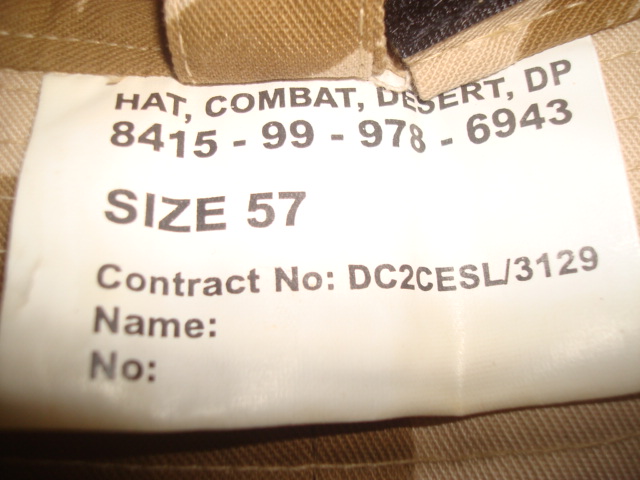 HAT, COMBAT, DESERT, DP
8415 - 99 - 978 - 6943
SIZE 57
Contract No: DC2CESL/3129
Name:
No: